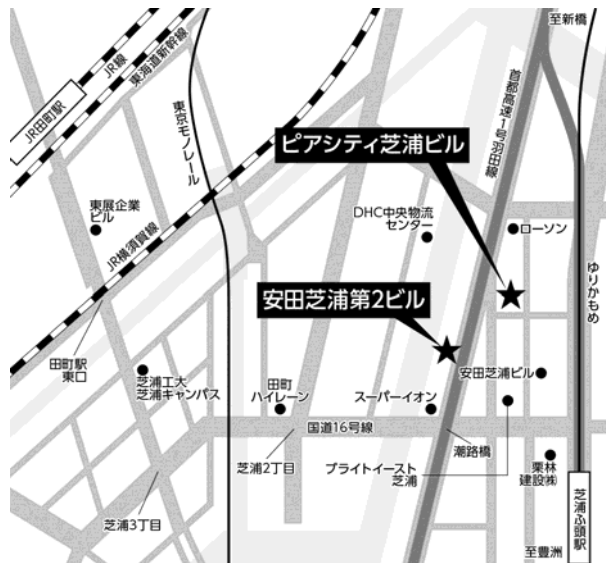 至新橋
JR線
東海道新幹線
JR田町駅
東京モノレール
首都高速1号羽田線
ピアシティ芝浦ビル
東展企業
ビル
DHC中央物流
センター
ローソン
JR横須賀線
ゆりかもめ
安田芝浦第2ビル
田町駅
東口
芝浦工大
芝浦キャンパス
田町
ハイレーン
スーパーイオン
安田芝浦ビル
国道16号線
芝浦2丁目
ブライトイースト
芝浦
潮路橋
栗林
建設㈱
芝浦ふ頭駅
芝浦3丁目
至豊洲